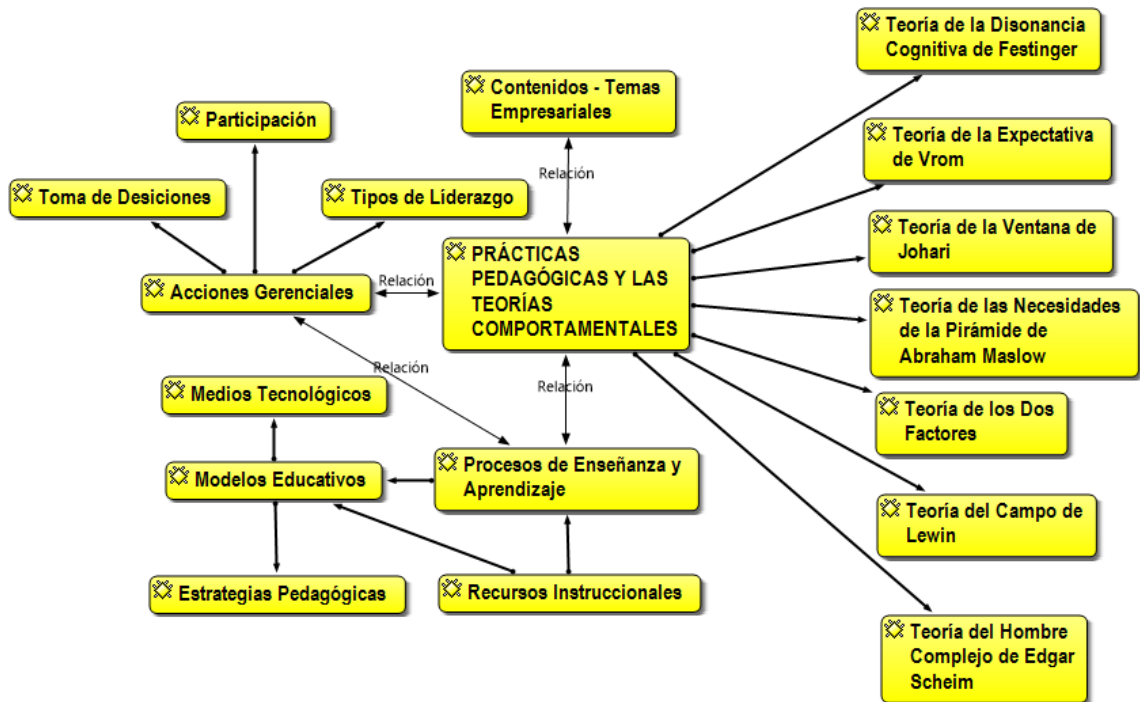 Teoría de la Disonancia
Cognitiva de Festinger
Contenidos - Temas
Empresariales
Participación
Teoría de la Expectativa
de Vrom
Relación
Toma de Desiciones
Tipos de Líderazgo
Teoría de la Ventana de
Johari
PRÁCTICAS
PEDAGÓGICAS Y LAS
TEORÍAS
COMPORTAMENTALES
Relación
Acciones Gerenciales
Teoría de las Necesidades
de la Pirámide de
Abraham Maslow
Relación
Relación
Medios Tecnológicos
Teoría de los Dos
Factores
Modelos Educativos
Procesos de Enseñanza y
Aprendizaje
Teoría del Campo de
Lewin
Estrategias Pedagógicas
Recursos Instruccionales
Teoría del Hombre
Complejo de Edgar
Scheim